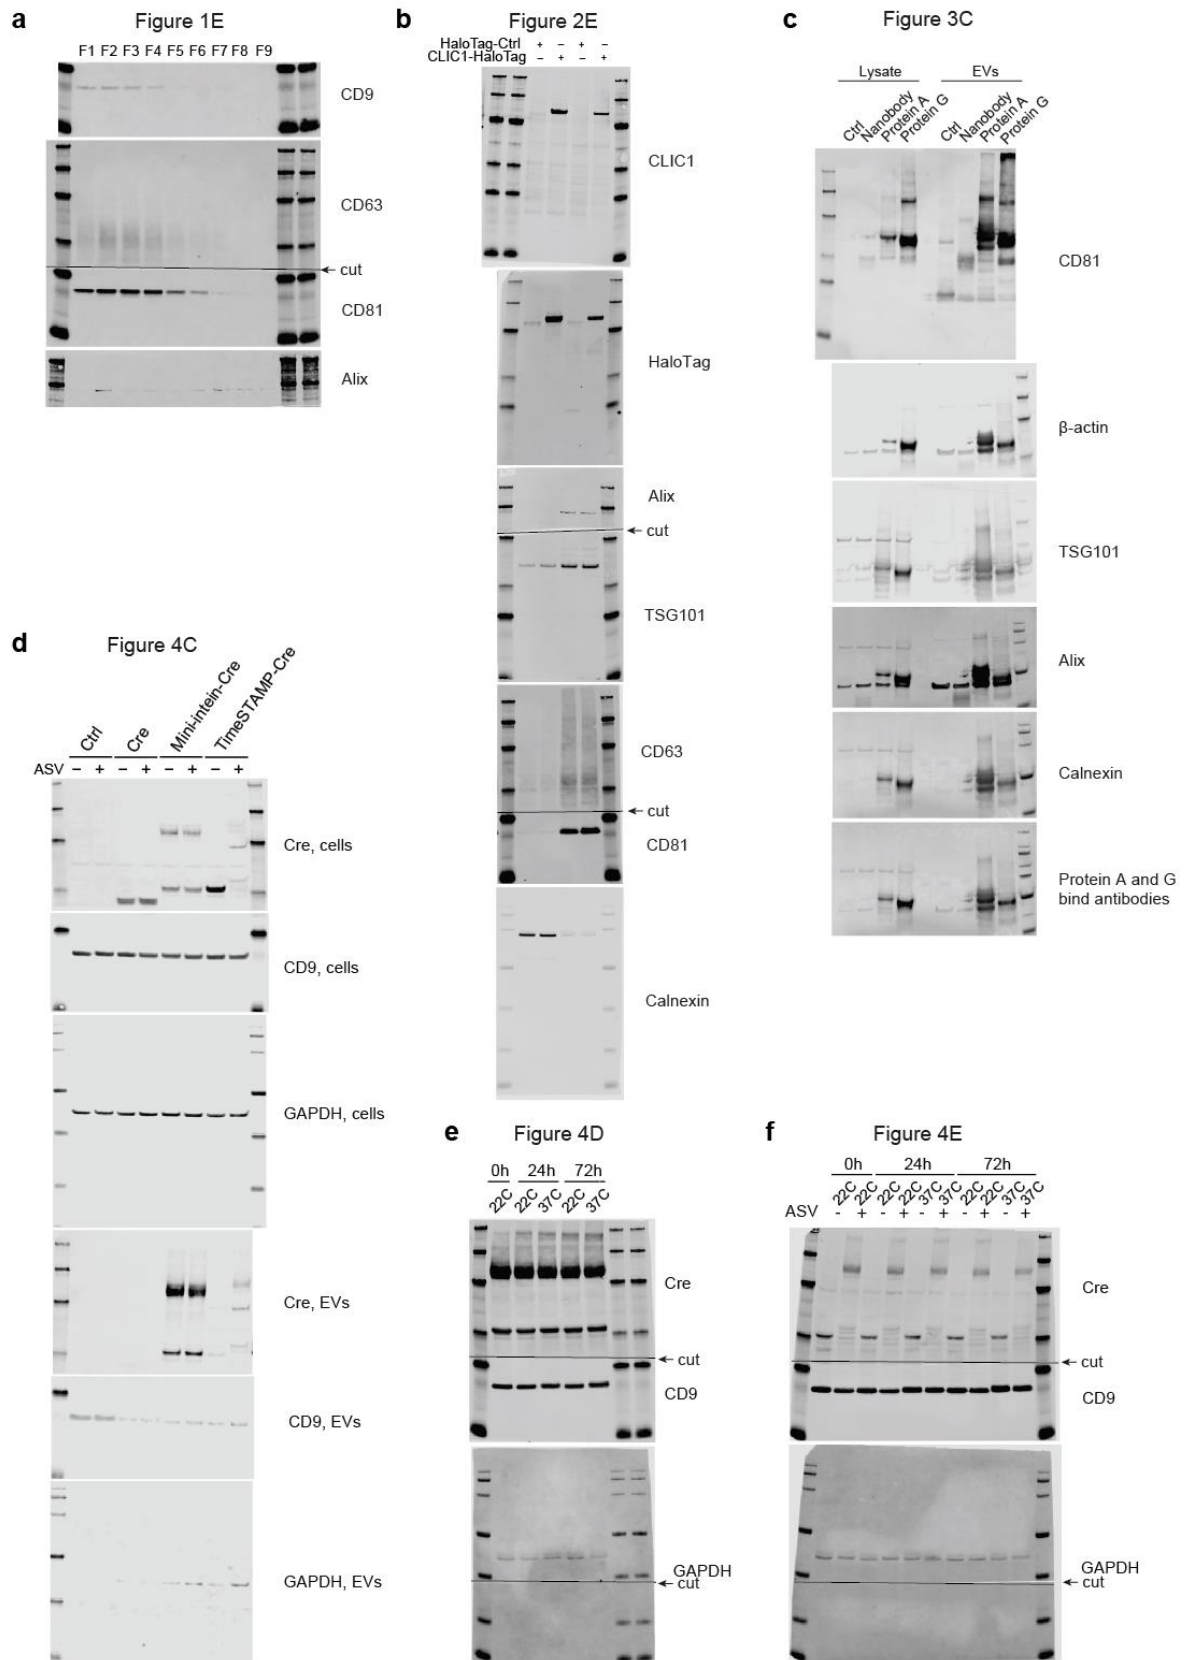 a
Figure 1E
F1 F2 F3 F4 F5 F6 F7 F8 F9
CD9
CD63
← cut
CD81
Alix
b
Figure 2E
HaloTag-Ctrl + – + –
CLIC1-HaloTag – + – +
CLIC1
HaloTag
Alix
← cut
TSG101
CD63
← cut
CD81
Calnexin
c
Figure 3C
Lysate EVs
Ctrl Nanobody Protein A Protein G Ctrl Nanobody Protein A Protein G
CD81
β-actin
TSG101
Alix
Calnexin
Protein A and G
bind antibodies
d
Figure 4C
Ctrl Cre Mini-intein-Cre TimeSTAMP-Cre
ASV – + – + – + – +
Cre, cells
CD9, cells
GAPDH, cells
Cre, EVs
CD9, EVs
GAPDH, EVs
e
Figure 4D
0h 24h 72h
22C 22C 37C 22C 37C
Cre
← cut
CD9
GAPDH
← cut
f
Figure 4E
0h 24h 72h
22C 22C 22C 22C 37C 37C 22C 22C 37C 37C
ASV - + - + - + - + - +
Cre
← cut
CD9
GAPDH
← cut